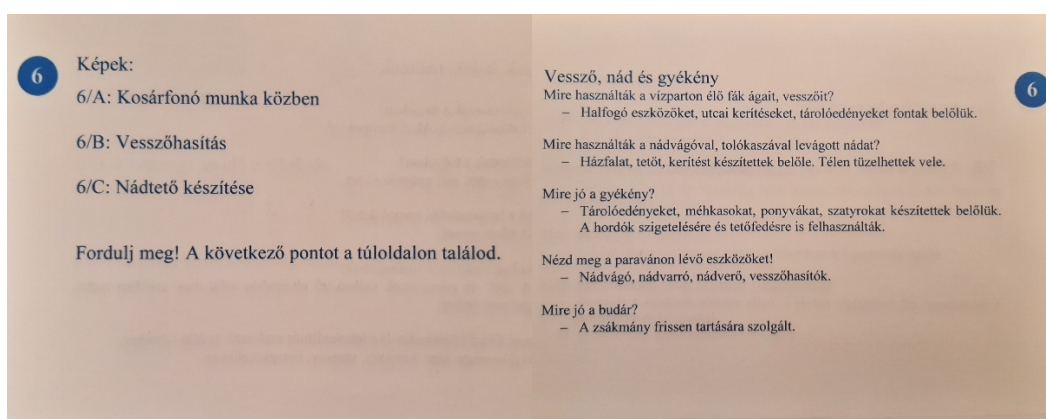 6
Képek:
6/A: Kosárfonó munka közben
6/B: Vesszőhasítás
6/C: Nádtető készítése
Fordulj meg! A következő pontot a túloldalon találod.
6
Vessző, nád és gyékény
Mire használták a vízparton élő fák ágait, vesszőit?
– Halfogó eszközöket, utcai kerítéseket, tárolóedényeket fontak belőlük.
Mire használták a nádvágóval, tolókaszával levágott nádat?
– Házfalat, tetőt, kerítést készítettek belőle. Télen tüzelhettek vele.
Mire jó a gyékény?
– Tárolóedényeket, méhkasokat, ponyvákat, szatyrokat készítettek belőlük.
A hordók szigetelésére és tetőfedésre is felhasználták.
Nézd meg a paravánon lévő eszközöket!
– Nádvágó, nádvarró, nádverő, vesszőhasítók.
Mire jó a budár?
– A zsákmány frissen tartására szolgált.